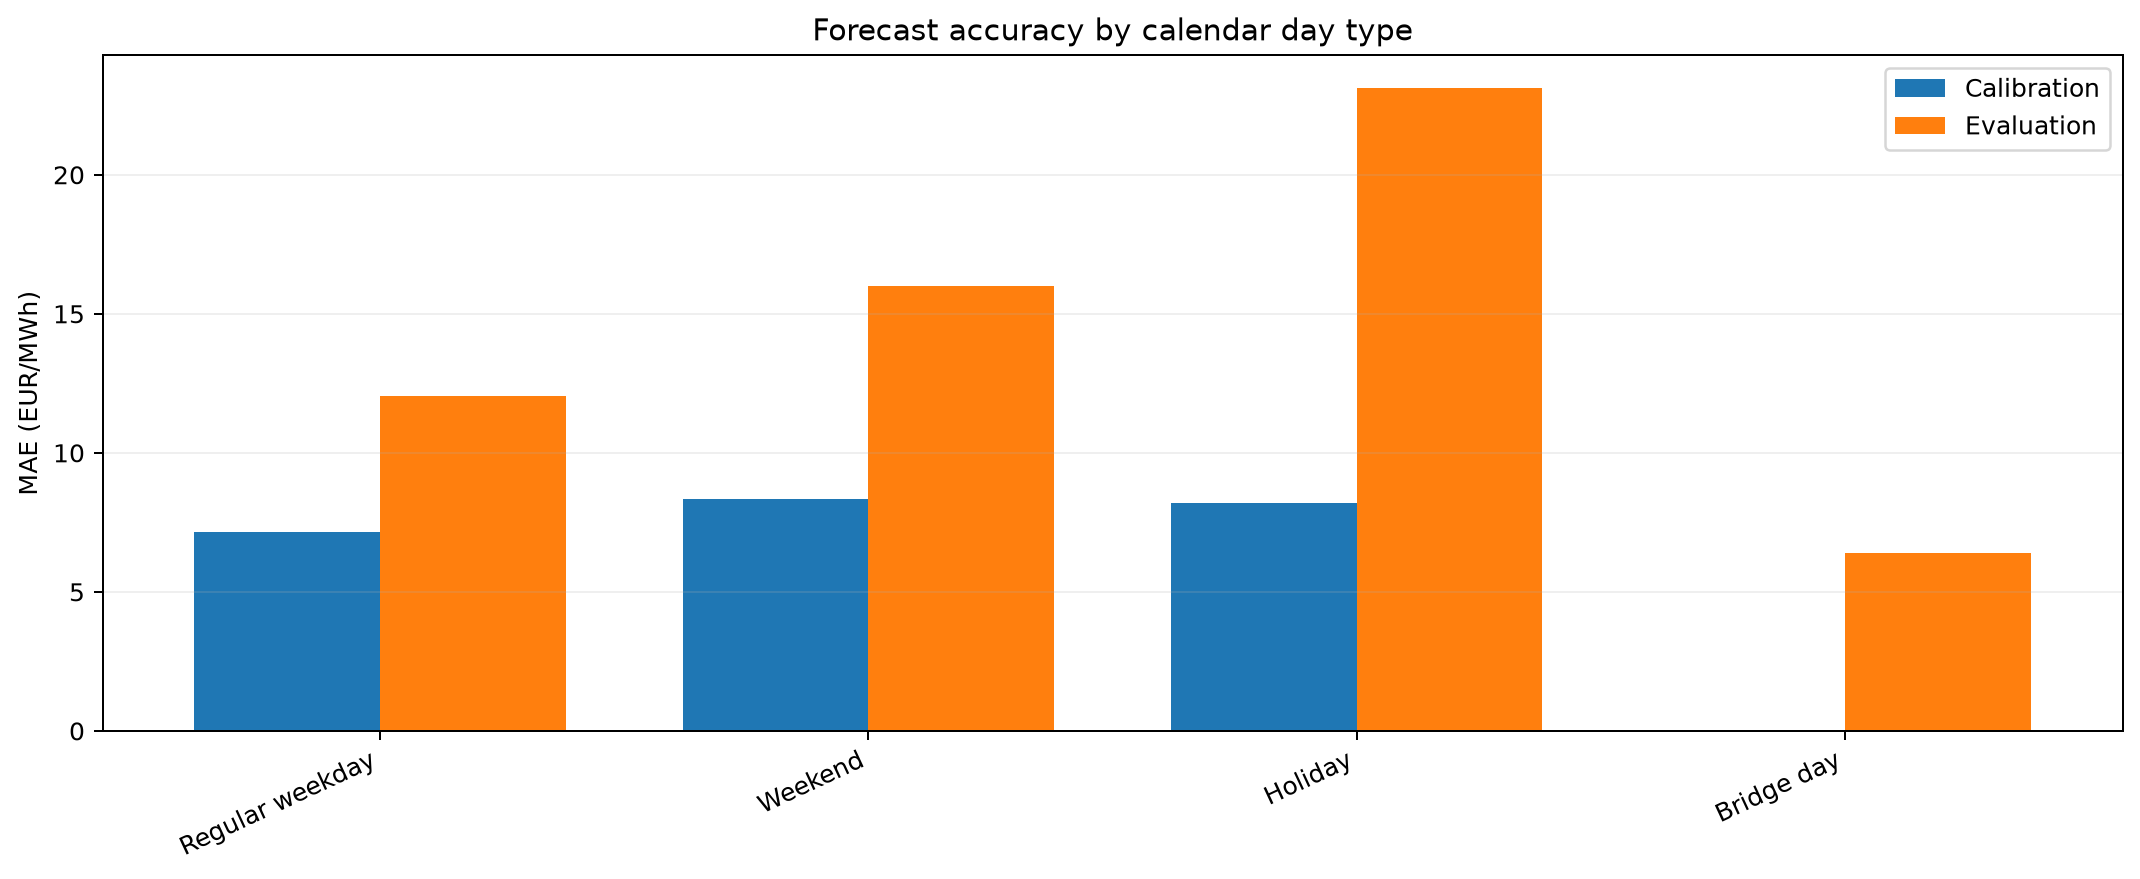 Forecast accuracy by calendar day type
Calibration
Evaluation
MAE (EUR/MWh)
20
15
10
5
0
Regular weekday
Weekend
Holiday
Bridge day